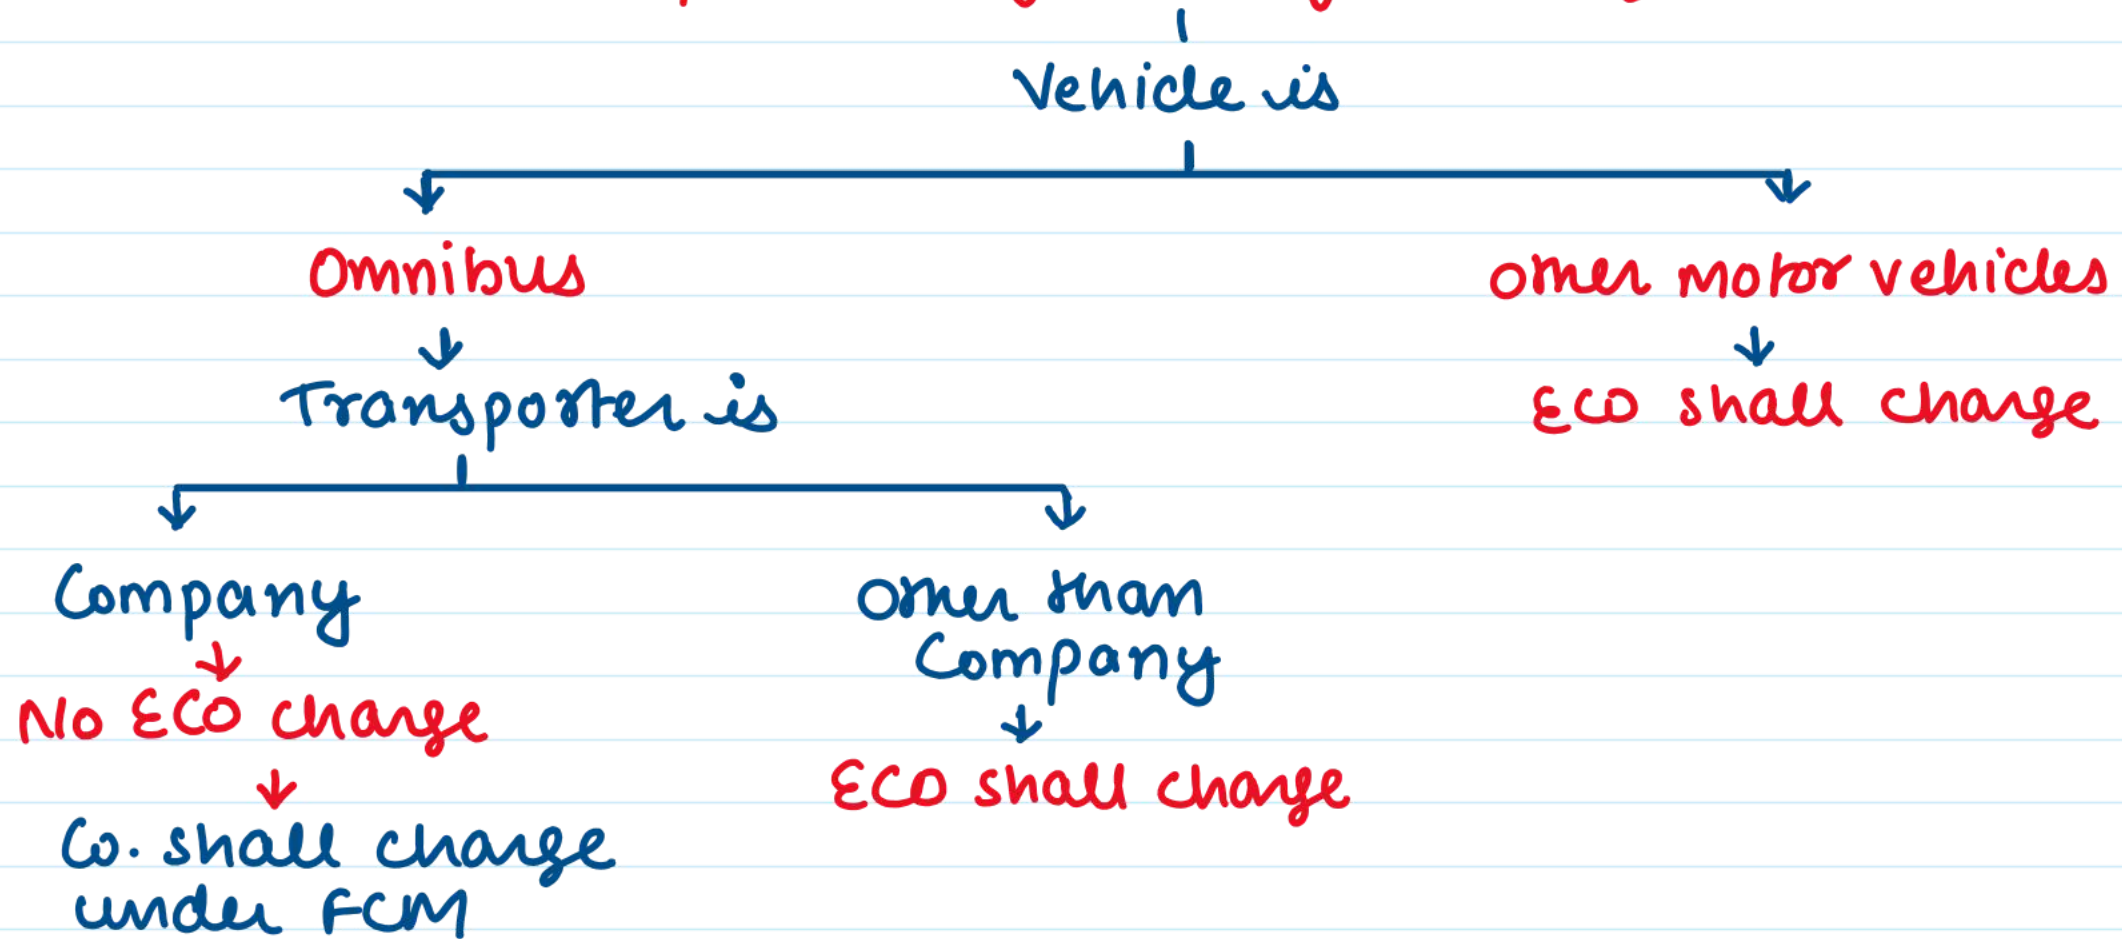 Vehicle is
Omnibus
Other motor vehicles
Transporter is
ECO shall charge
Company
Other than
Company
No ECO charge
ECO shall charge
Co. shall charge
under FCM